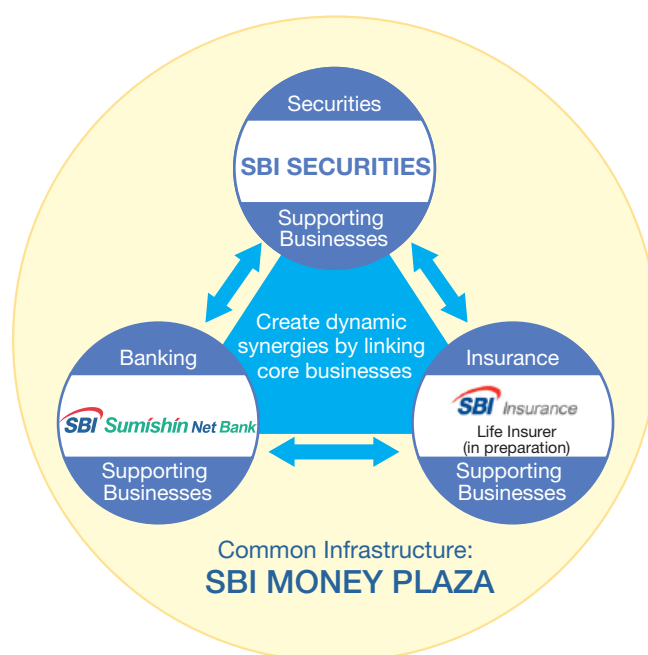 Securities
SBI SECURITIES
Supporting
Businesses
Create dynamic
synergies by linking
core businesses
Banking
SBI Sumishin Net Bank
Supporting
Businesses
Insurance
SBI Insurance
Life Insurer
(in preparation)
Supporting
Businesses
Common Infrastructure:
SBI MONEY PLAZA